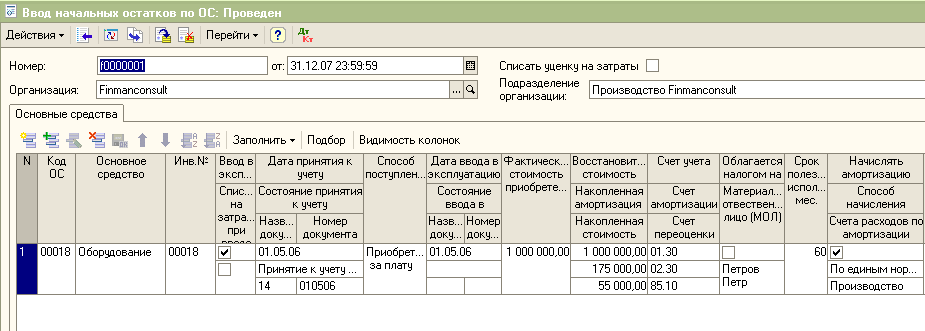 Ввод начальных остатков по ОС: Проведен
Действия Перейти ? Дт Кт
Номер: f0000001 от: 31.12.07 23:59:59 Списать уценку на затраты
Организация: Finmanconsult ... Подразделение организации: Производство Finmanconsult
Основные средства
Заполнить Подбор Видимость колонок
N Код ОС Основное средство Инв.№ Ввод в эксп... Дата принятия к учету Способ поступлен... Дата ввода в эксплуатацию Фактичес... стоимость приобрете... Восстановит... стоимость Счет учета Облагается налогом на Срок полез... испол... мес. Начислять амортизацию
Спис... на затра... при Состояние принятия к учету Состояние ввода в Накопленная амортизация Счет амортизации Материал... отвествен... лицо (МОЛ) Способ начисления
Назв... доку... Номер документа Назв... доку... Номер доку... Накопленная стоимость Счет переоценки Счета расходов по амортизации
1 00018 Оборудование 00018 01.05.06 Приобрет... за плату 01.05.06 1 000 000,00 1 000 000,00 01.30 60
Принятие к учету ... 175 000,00 02.30 Петров Петр По единым нор...
14 010506 55 000,00 85.10 Производство